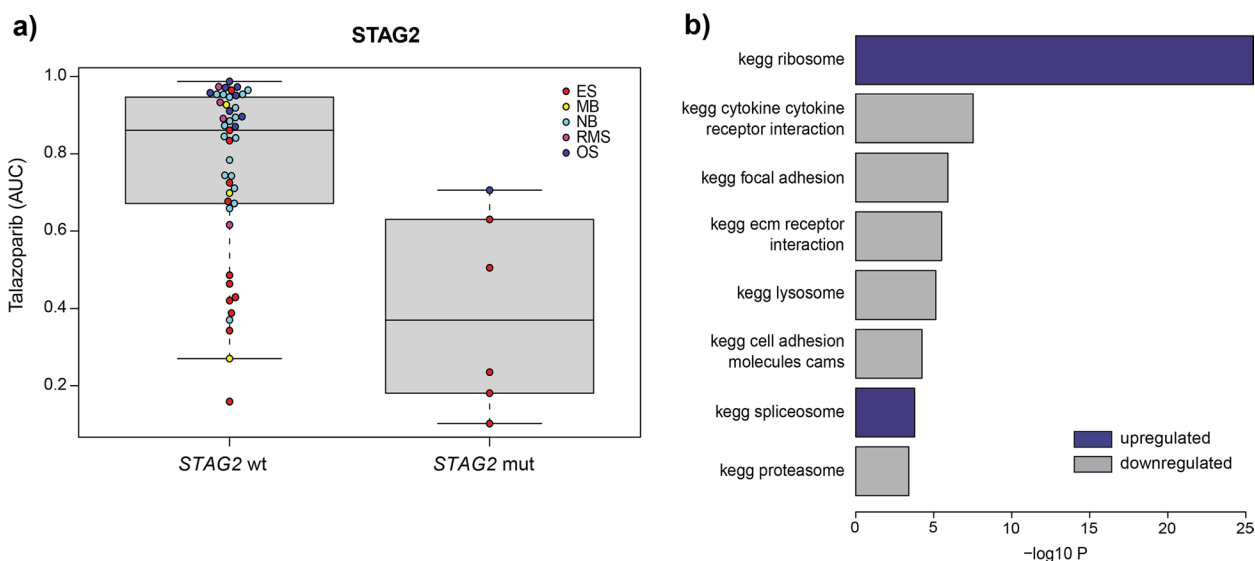 a)
STAG2
Talazoparib (AUC)
1.0
0.8
0.6
0.4
0.2
ES
MB
NB
RMS
OS
STAG2 wt
STAG2 mut
b)
kegg ribosome
kegg cytokine cytokine
receptor interaction
kegg focal adhesion
kegg ecm receptor
interaction
kegg lysosome
kegg cell adhesion
molecules cams
kegg spliceosome
kegg proteasome
upregulated
downregulated
0 5 10 15 20 25
−log10 P